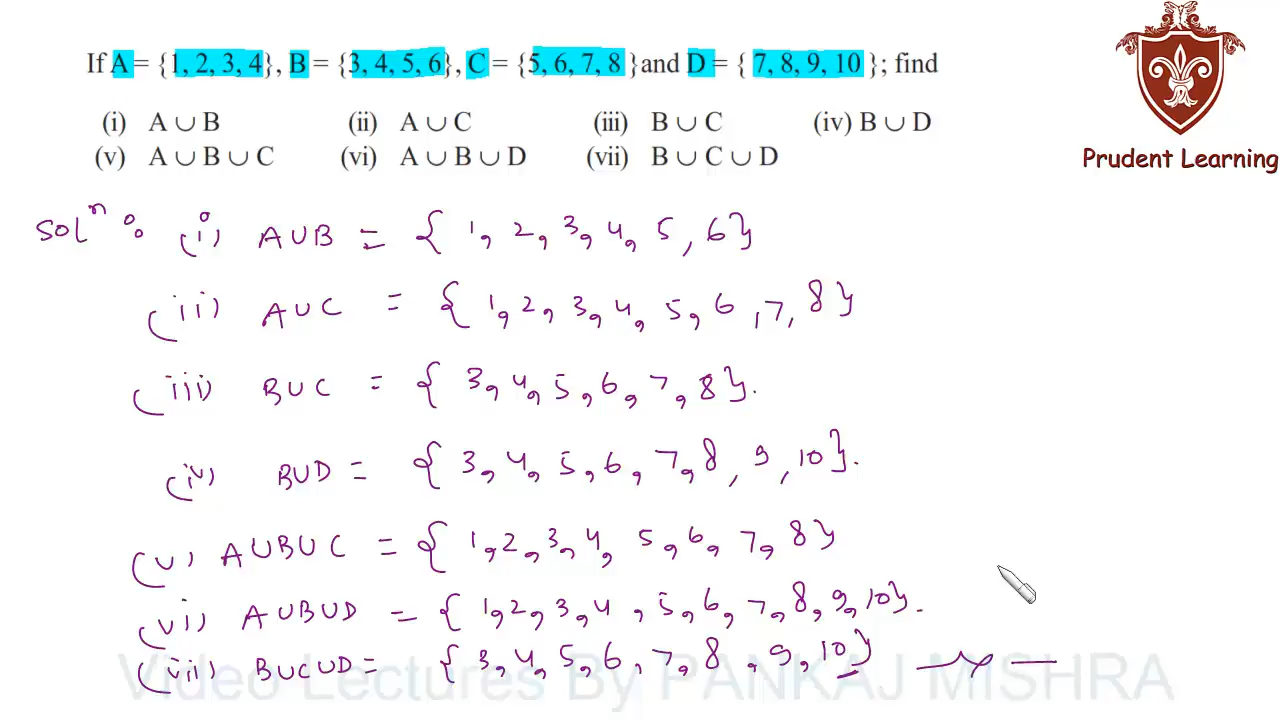 If A = {1, 2, 3, 4}, B = {3, 4, 5, 6}, C = {5, 6, 7, 8 }and D = { 7, 8, 9, 10 }; find
(i) A ∪ B (ii) A ∪ C (iii) B ∪ C (iv) B ∪ D
(v) A ∪ B ∪ C (vi) A ∪ B ∪ D (vii) B ∪ C ∪ D
Prudent Learning
Solⁿ : (i) A∪B = { 1, 2, 3, 4, 5, 6}
(ii) A∪C = { 1, 2, 3, 4, 5, 6, 7, 8}
(iii) B∪C = { 3, 4, 5, 6, 7, 8}.
(iv) B∪D = { 3, 4, 5, 6, 7, 8, 9, 10}.
(v) A∪B∪C = { 1, 2, 3, 4, 5, 6, 7, 8}
(vi) A∪B∪D = { 1, 2, 3, 4, 5, 6, 7, 8, 9, 10}.
(vii) B∪C∪D = { 3, 4, 5, 6, 7, 8, 9, 10}
Video Lectures By PANKAJ MISHRA